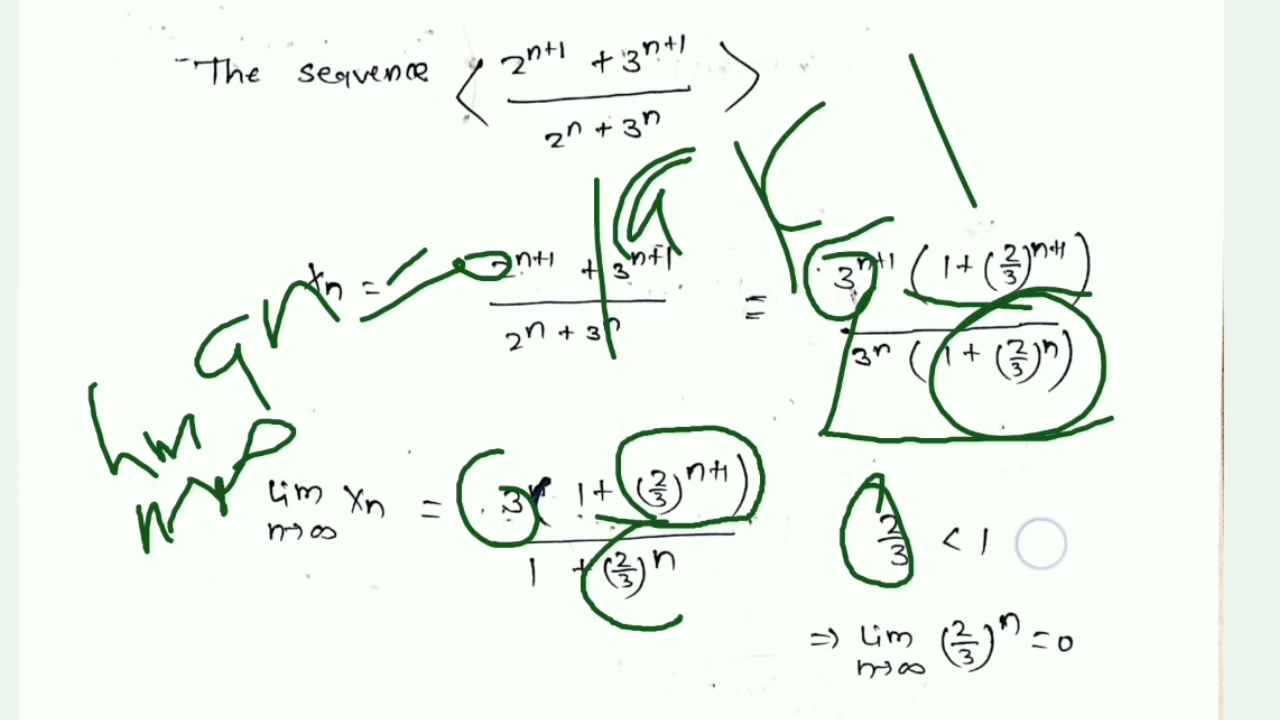 The sequence < 2^{n+1} + 3^{n+1} / 2^n + 3^n >
x_n = 2^{n+1} + 3^{n+1} / 2^n + 3^n = 3^{n+1} ( 1 + (2/3)^{n+1} ) / 3^n ( 1 + (2/3)^n )
lim n→∞ x_n = 3 ( 1 + (2/3)^{n+1} ) / 1 + (2/3)^n
2/3 < 1
⇒ lim n→∞ (2/3)^n = 0